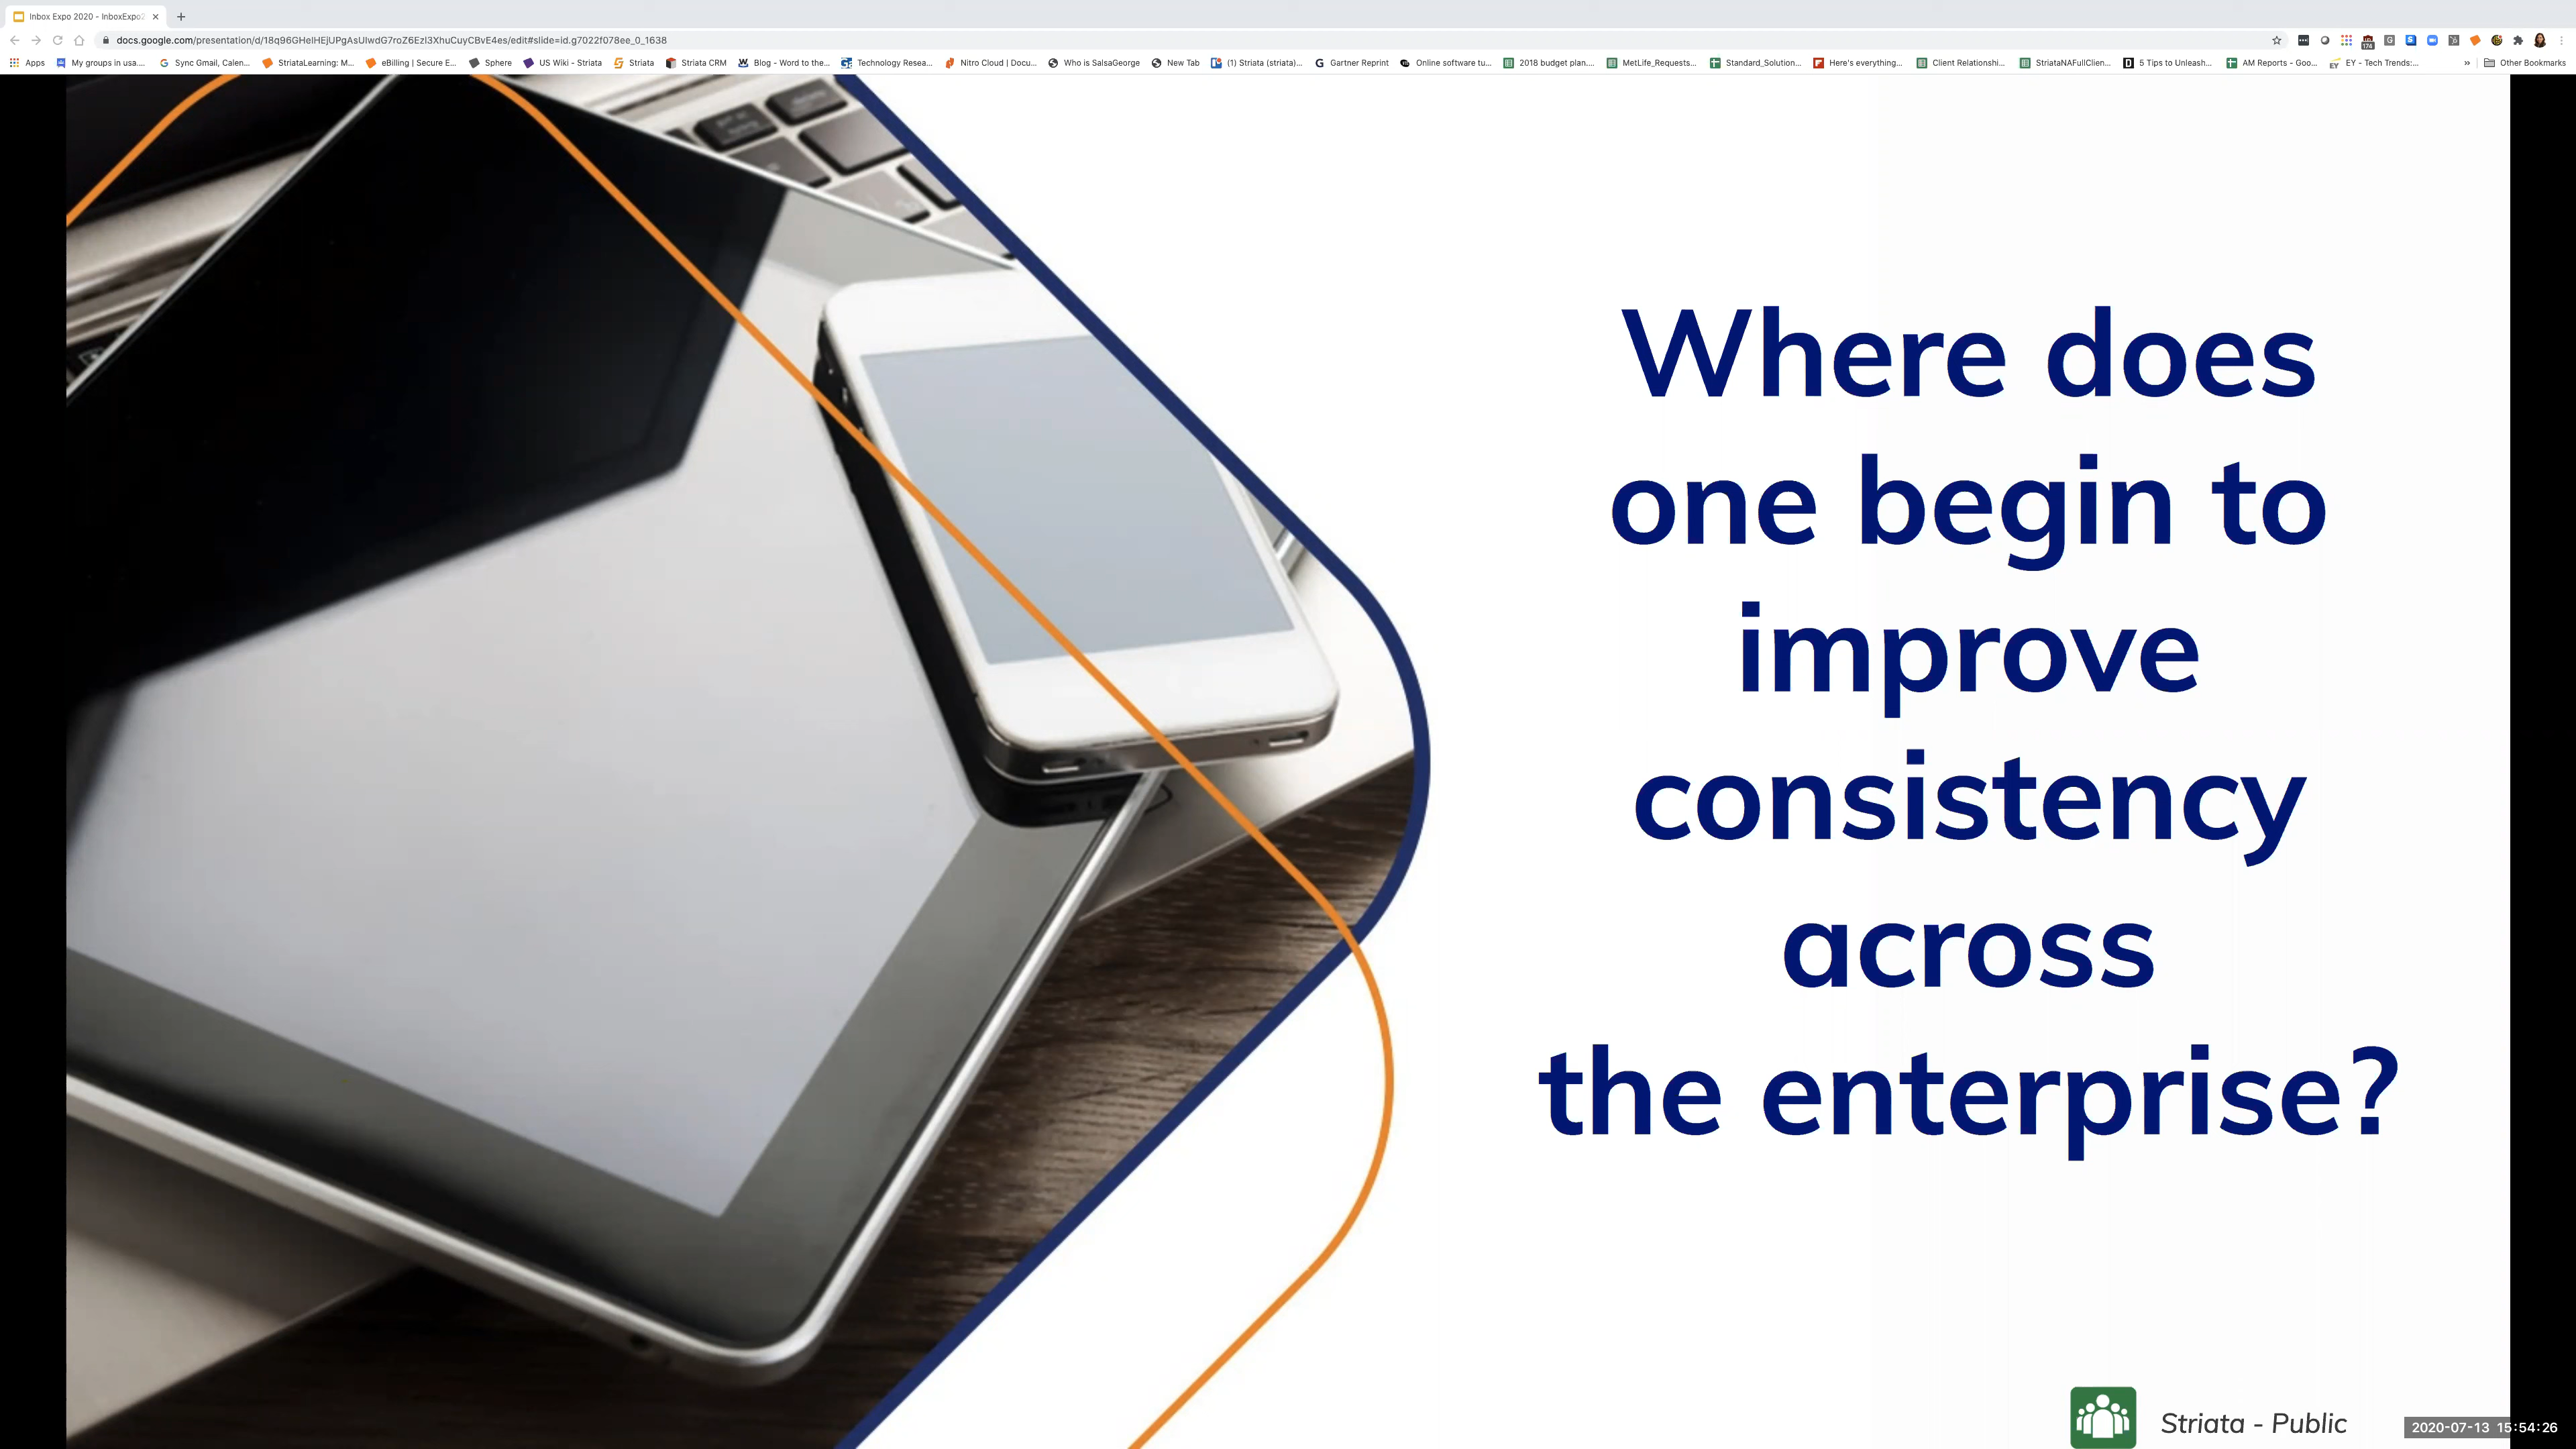 Inbox Expo 2020 - InboxExpo2
docs.google.com/presentation/d/18q96GHelHEjUPgAsUlwdG7roZ6EzI3XhuCuyCBvE4es/edit#slide=id.g7022f078ee_0_1638
174
Apps My groups in usa.... Sync Gmail, Calen... StriataLearning: M... eBilling | Secure E... Sphere US Wiki - Striata Striata Striata CRM Blog - Word to the... Technology Resea... Nitro Cloud | Docu... Who is SalsaGeorge New Tab (1) Striata (striata)... Gartner Reprint Online software tu... 2018 budget plan.... MetLife_Requests... Standard_Solution... Here's everything... Client Relationshi... StriataNAFullClien... 5 Tips to Unleash... AM Reports - Goo... EY - Tech Trends:... » Other Bookmarks
Where does
one begin to
improve
consistency
across
the enterprise?
Striata - Public
2020-07-13 15:54:26